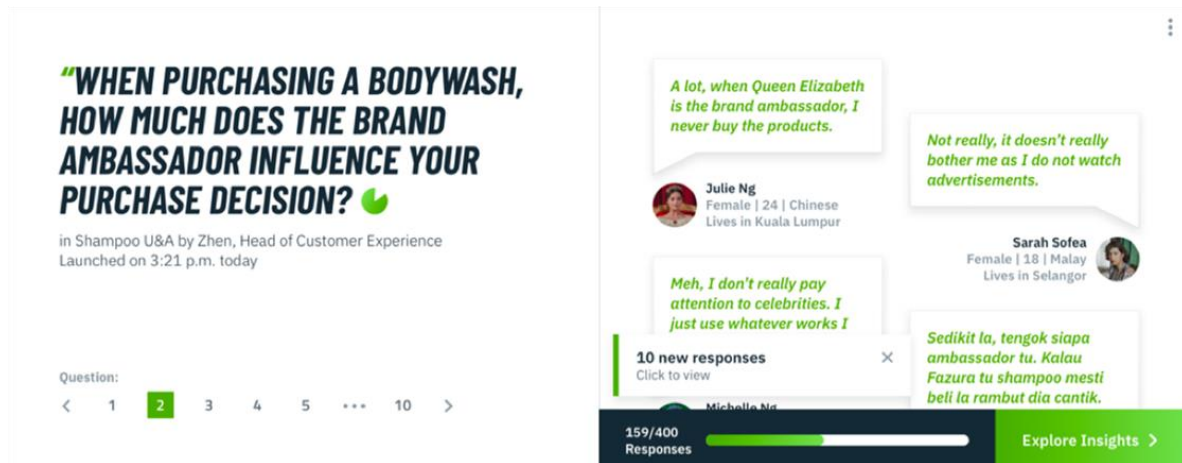 “WHEN PURCHASING A BODYWASH,
HOW MUCH DOES THE BRAND
AMBASSADOR INFLUENCE YOUR
PURCHASE DECISION?
in Shampoo U&A by Zhen, Head of Customer Experience
Launched on 3:21 p.m. today
Question:
< 1 2 3 4 5 ••• 10 >
A lot, when Queen Elizabeth
is the brand ambassador, I
never buy the products.
Julie Ng
Female | 24 | Chinese
Lives in Kuala Lumpur
Not really, it doesn't really
bother me as I do not watch
advertisements.
Sarah Sofea
Female | 18 | Malay
Lives in Selangor
Meh, I don't really pay
attention to celebrities. I
just use whatever works I
10 new responses
Click to view
Michelle Ng
Sedikit la, tengok siapa
ambassador tu. Kalau
Fazura tu shampoo mesti
beli la rambut dia cantik.
159/400
Responses
Explore Insights >